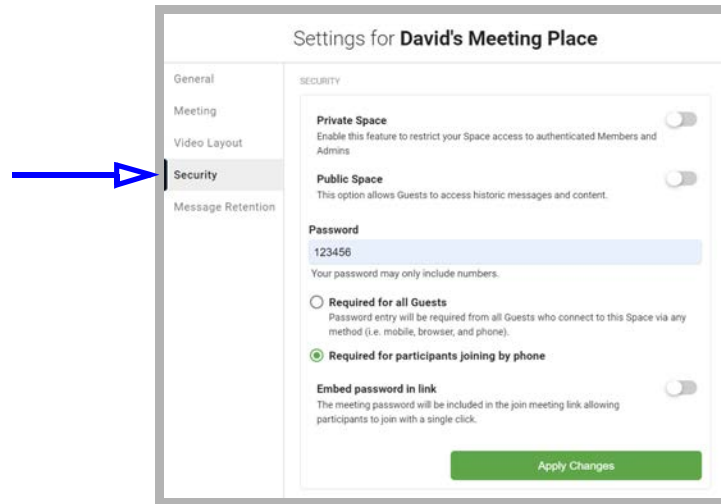 Settings for David's Meeting Place
General
Meeting
Video Layout
Security
Message Retention
SECURITY
Private Space
Enable this feature to restrict your Space access to authenticated Members and
Admins
Public Space
This option allows Guests to access historic messages and content.
Password
123456
Your password may only include numbers.
Required for all Guests
Password entry will be required from all Guests who connect to this Space via any
method (i.e. mobile, browser, and phone).
Required for participants joining by phone
Embed password in link
The meeting password will be included in the join meeting link allowing
participants to join with a single click.
Apply Changes